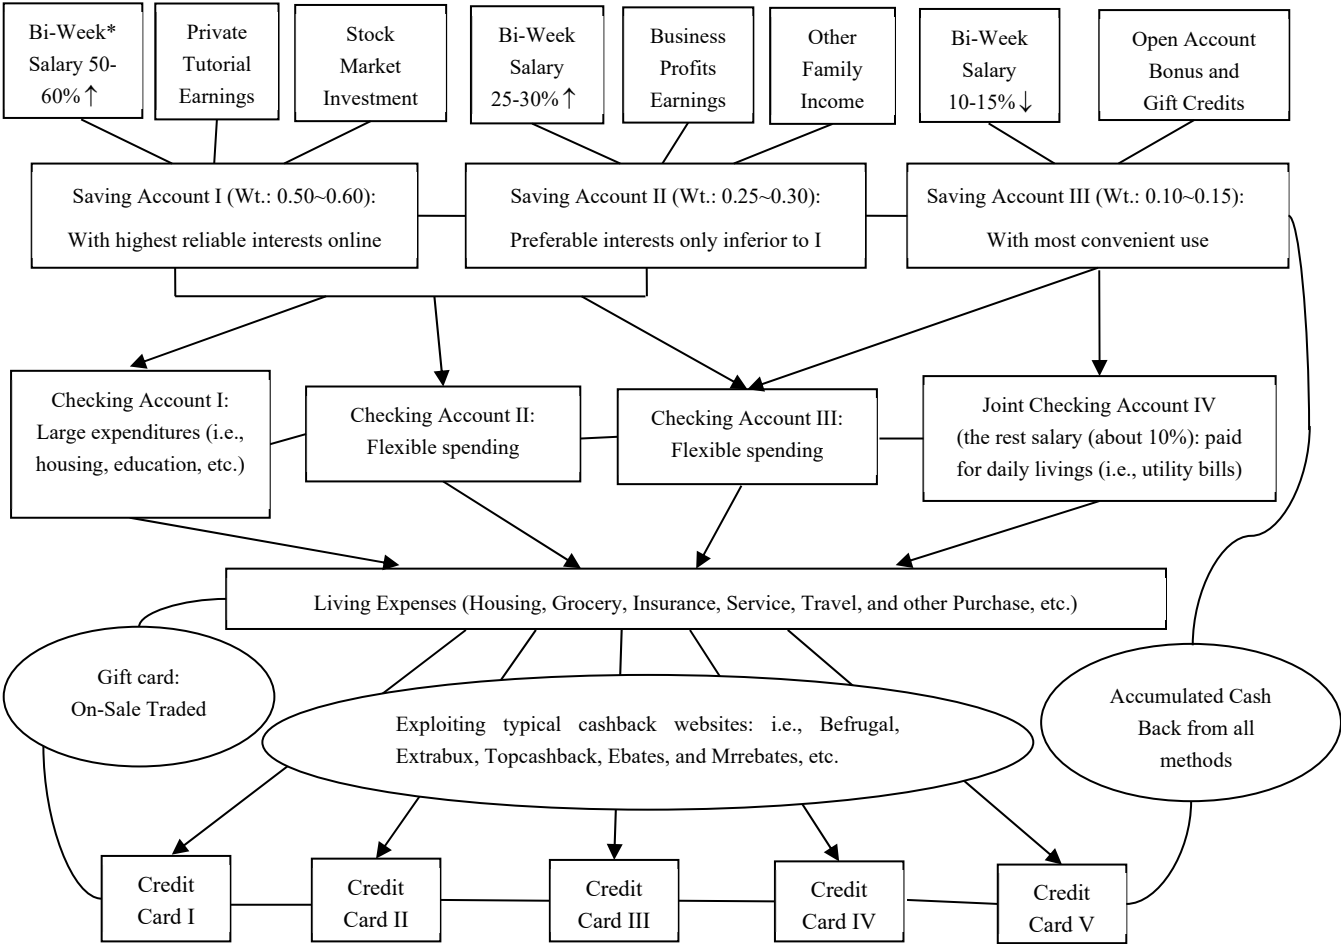 Bi-Week*
Salary 50-
60%↑
Private
Tutorial
Earnings
Stock
Market
Investment
Bi-Week
Salary
25-30%↑
Business
Profits
Earnings
Other
Family
Income
Bi-Week
Salary
10-15%↓
Open Account
Bonus and
Gift Credits
Saving Account I (Wt.: 0.50~0.60):
With highest reliable interests online
Saving Account II (Wt.: 0.25~0.30):
Preferable interests only inferior to I
Saving Account III (Wt.: 0.10~0.15):
With most convenient use
Checking Account I:
Large expenditures (i.e.,
housing, education, etc.)
Checking Account II:
Flexible spending
Checking Account III:
Flexible spending
Joint Checking Account IV
(the rest salary (about 10%): paid
for daily livings (i.e., utility bills)
Living Expenses (Housing, Grocery, Insurance, Service, Travel, and other Purchase, etc.)
Gift card:
On-Sale Traded
Exploiting typical cashback websites: i.e., Befrugal,
Extrabux, Topcashback, Ebates, and Mrrebates, etc.
Accumulated Cash
Back from all
methods
Credit
Card I
Credit
Card II
Credit
Card III
Credit
Card IV
Credit
Card V